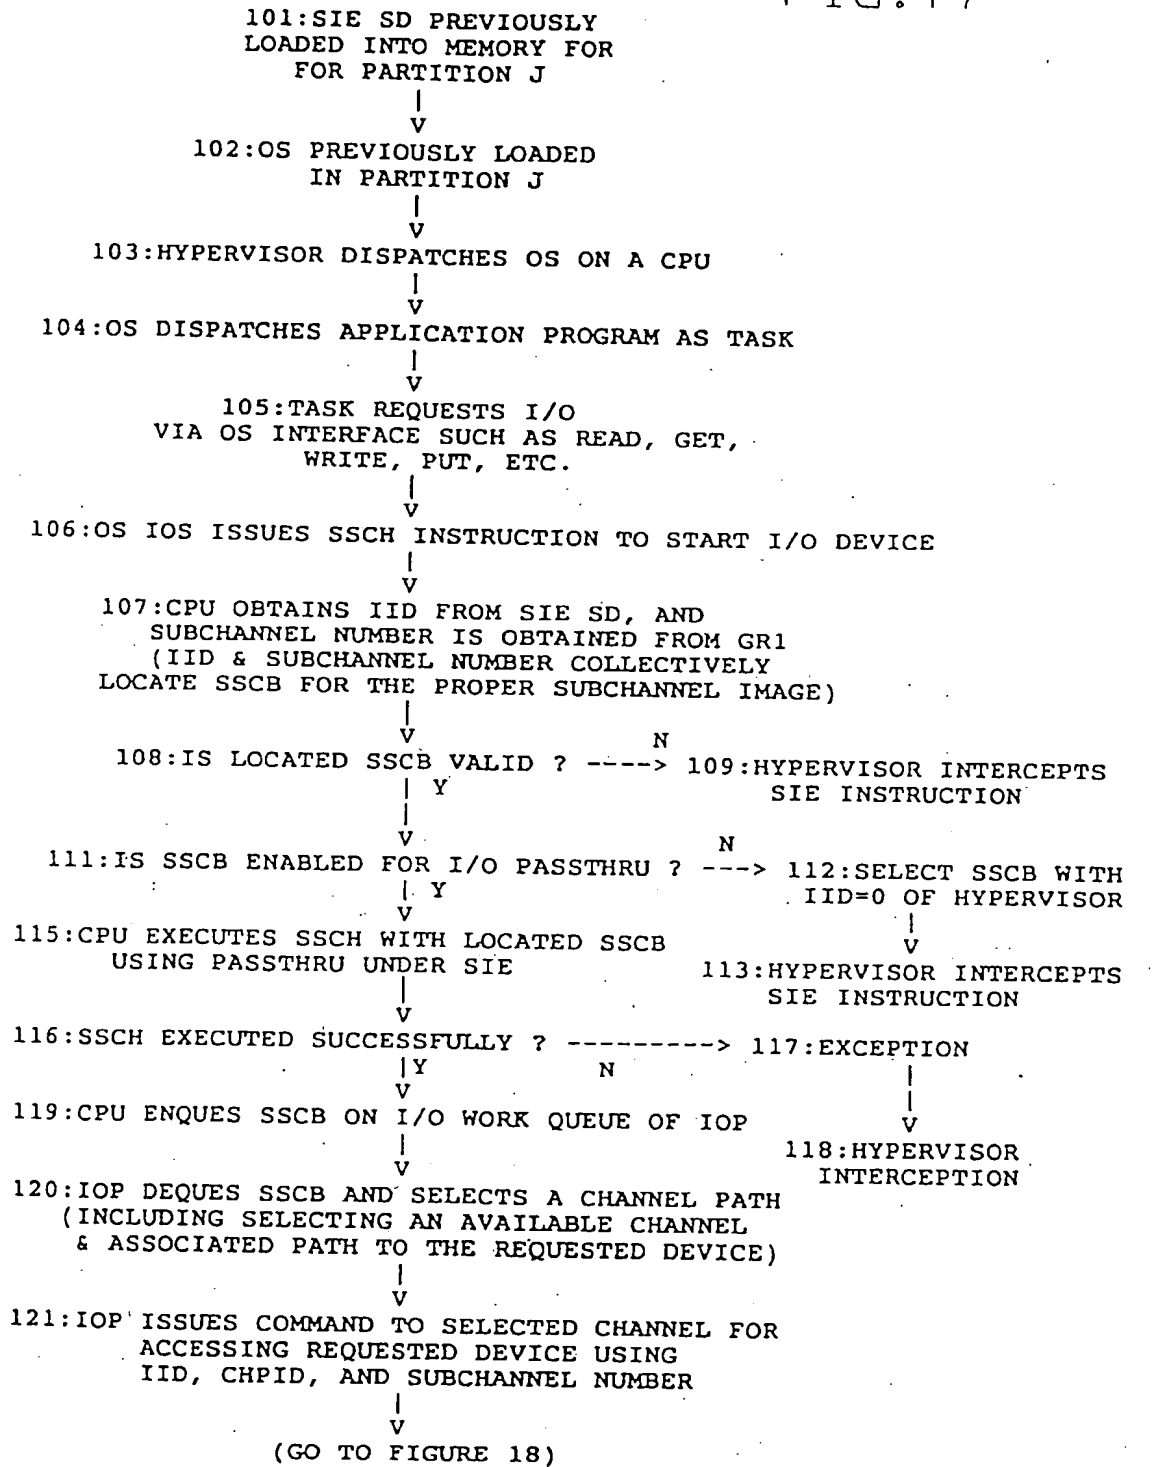 101:SIE SD PREVIOUSLY
LOADED INTO MEMORY FOR
FOR PARTITION J
|
V
102:OS PREVIOUSLY LOADED
IN PARTITION J
|
V
103:HYPERVISOR DISPATCHES OS ON A CPU
|
V
104:OS DISPATCHES APPLICATION PROGRAM AS TASK
|
V
105:TASK REQUESTS I/O
VIA OS INTERFACE SUCH AS READ, GET,
WRITE, PUT, ETC.
|
V
106:OS IOS ISSUES SSCH INSTRUCTION TO START I/O DEVICE
|
V
107:CPU OBTAINS IID FROM SIE SD, AND
SUBCHANNEL NUMBER IS OBTAINED FROM GR1
(IID & SUBCHANNEL NUMBER COLLECTIVELY
LOCATE SSCB FOR THE PROPER SUBCHANNEL IMAGE)
|
V
N
108:IS LOCATED SSCB VALID ? ----> 109:HYPERVISOR INTERCEPTS
| Y SIE INSTRUCTION
|
V
N
111:IS SSCB ENABLED FOR I/O PASSTHRU ? ---> 112:SELECT SSCB WITH
| Y IID=0 OF HYPERVISOR
V |
115:CPU EXECUTES SSCH WITH LOCATED SSCB V
USING PASSTHRU UNDER SIE 113:HYPERVISOR INTERCEPTS
| SIE INSTRUCTION
V
116:SSCH EXECUTED SUCCESSFULLY ? ---------> 117:EXCEPTION
|Y N |
V |
119:CPU ENQUES SSCB ON I/O WORK QUEUE OF IOP V
| 118:HYPERVISOR
V INTERCEPTION
120:IOP DEQUES SSCB AND SELECTS A CHANNEL PATH
(INCLUDING SELECTING AN AVAILABLE CHANNEL
& ASSOCIATED PATH TO THE REQUESTED DEVICE)
|
V
121:IOP ISSUES COMMAND TO SELECTED CHANNEL FOR
ACCESSING REQUESTED DEVICE USING
IID, CHPID, AND SUBCHANNEL NUMBER
|
V
(GO TO FIGURE 18)